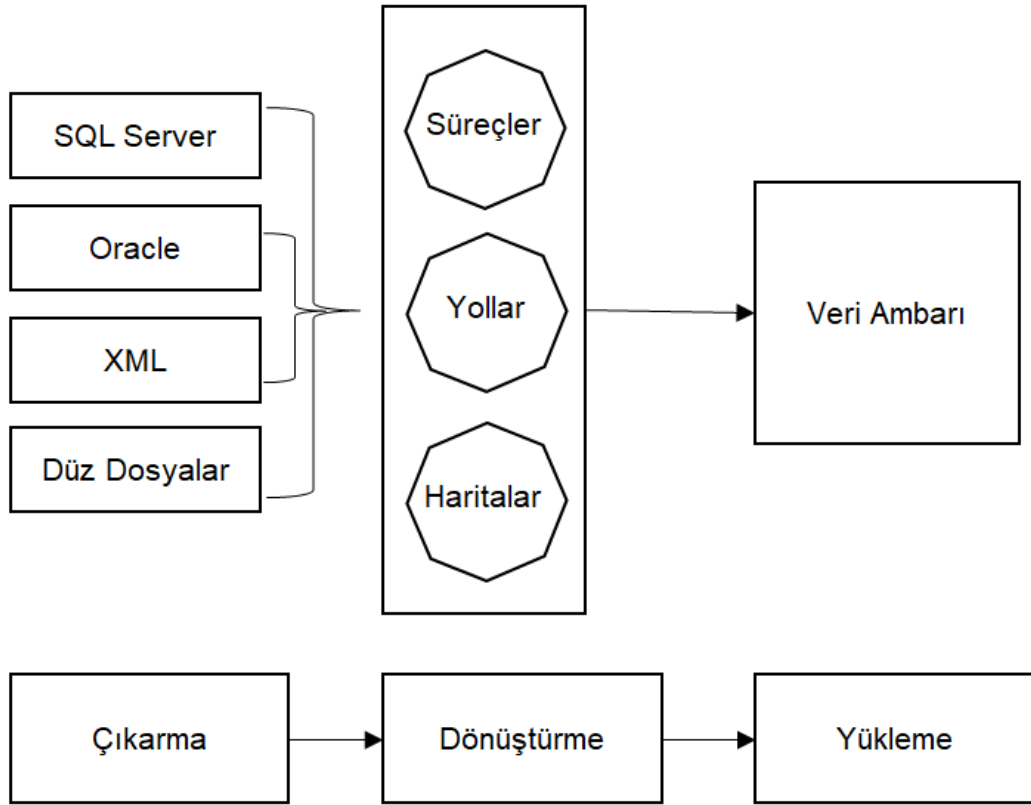 SQL Server
Oracle
XML
Düz Dosyalar
Süreçler
Yollar
Haritalar
Veri Ambarı
Çıkarma
Dönüştürme
Yükleme